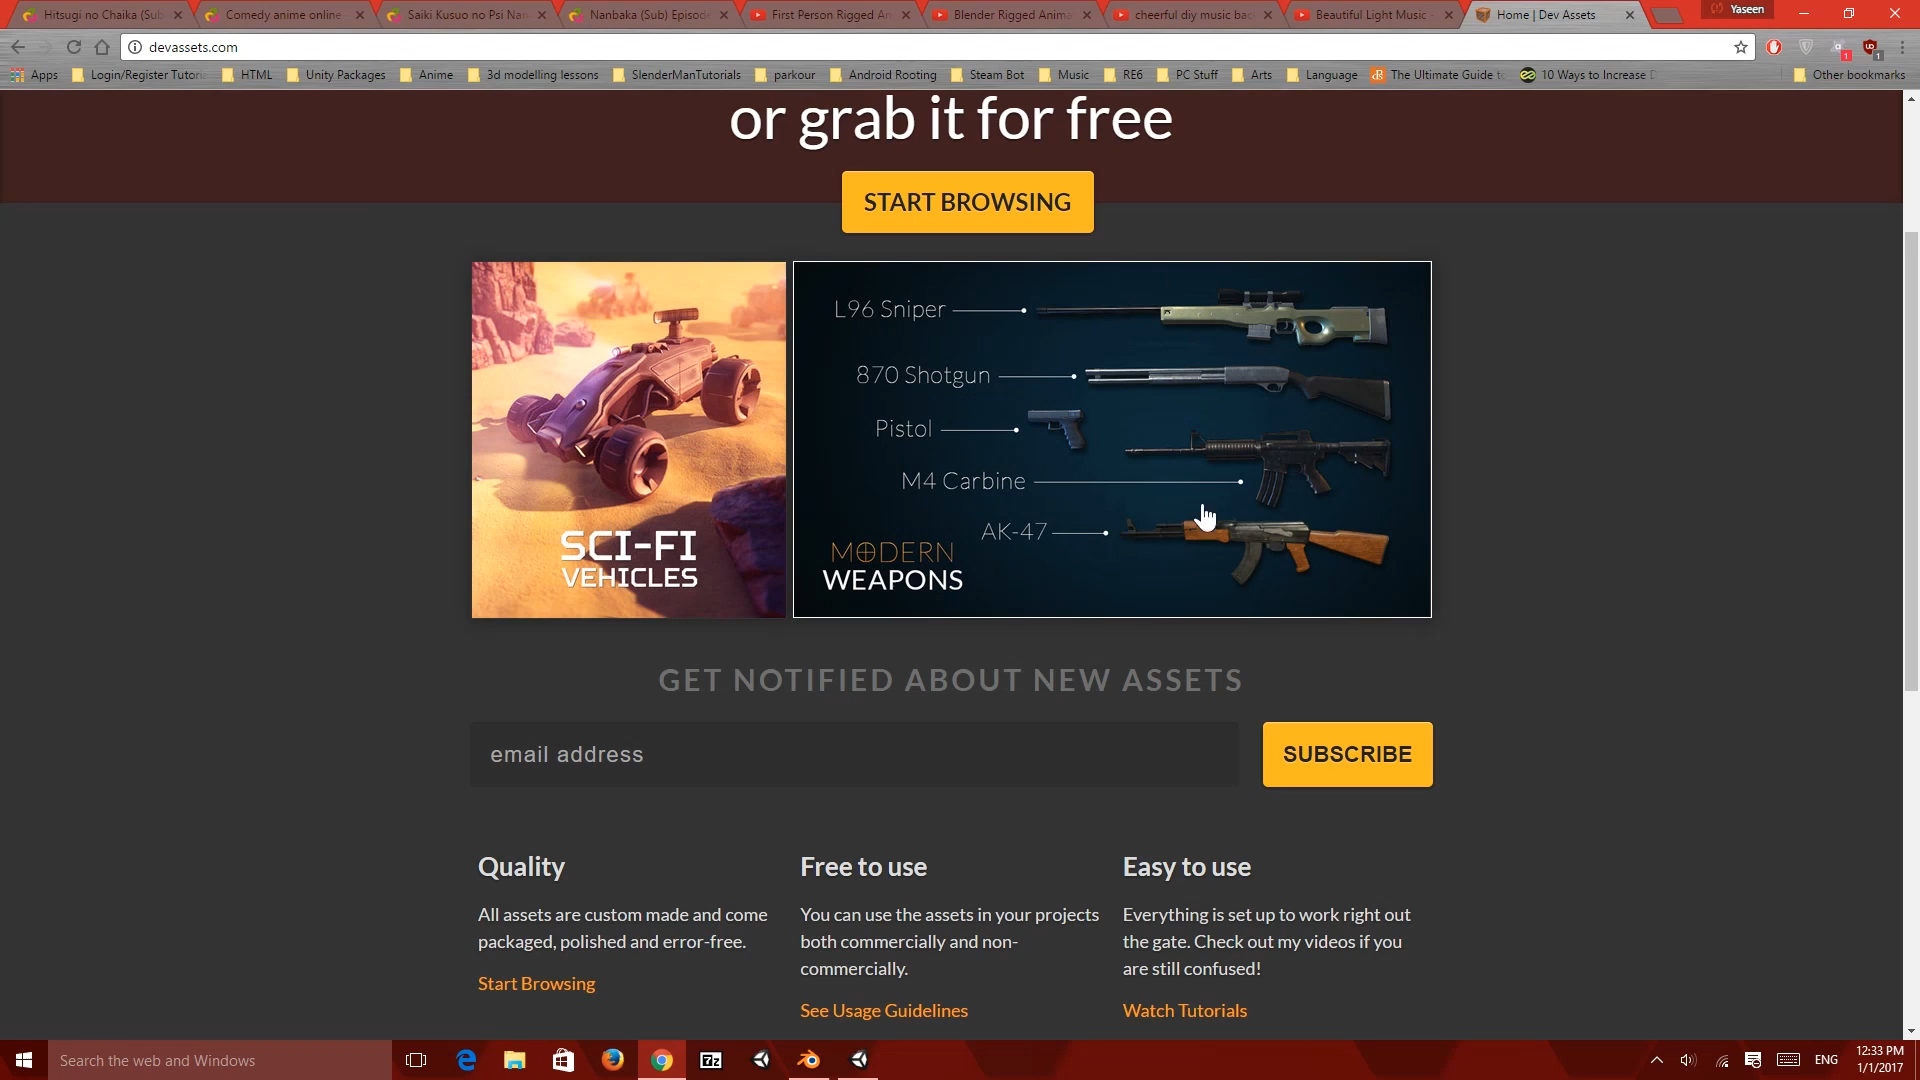 Hitsugi no Chaika (Sub
Comedy anime online
Saiki Kusuo no Psi Nan
Nanbaka (Sub) Episode
First Person Rigged An
Blender Rigged Anima
cheerful diy music bac
Beautiful Light Music -
Home | Dev Assets
Yaseen
devassets.com
1
1
Apps
Login/Register Tutoria
HTML
Unity Packages
Anime
3d modelling lessons
SlenderManTutorials
parkour
Android Rooting
Steam Bot
Music
RE6
PC Stuff
Arts
Language
The Ultimate Guide to
10 Ways to Increase D
Other bookmarks
or grab it for free
START BROWSING
SCI-FI
VEHICLES
L96 Sniper
870 Shotgun
Pistol
M4 Carbine
AK-47
MODERN
WEAPONS
GET NOTIFIED ABOUT NEW ASSETS
email address
SUBSCRIBE
Quality
All assets are custom made and come
packaged, polished and error-free.
Start Browsing
Free to use
You can use the assets in your projects
both commercially and non-
commercially.
See Usage Guidelines
Easy to use
Everything is set up to work right out
the gate. Check out my videos if you
are still confused!
Watch Tutorials
Search the web and Windows
7z
ENG
12:33 PM
1/1/2017